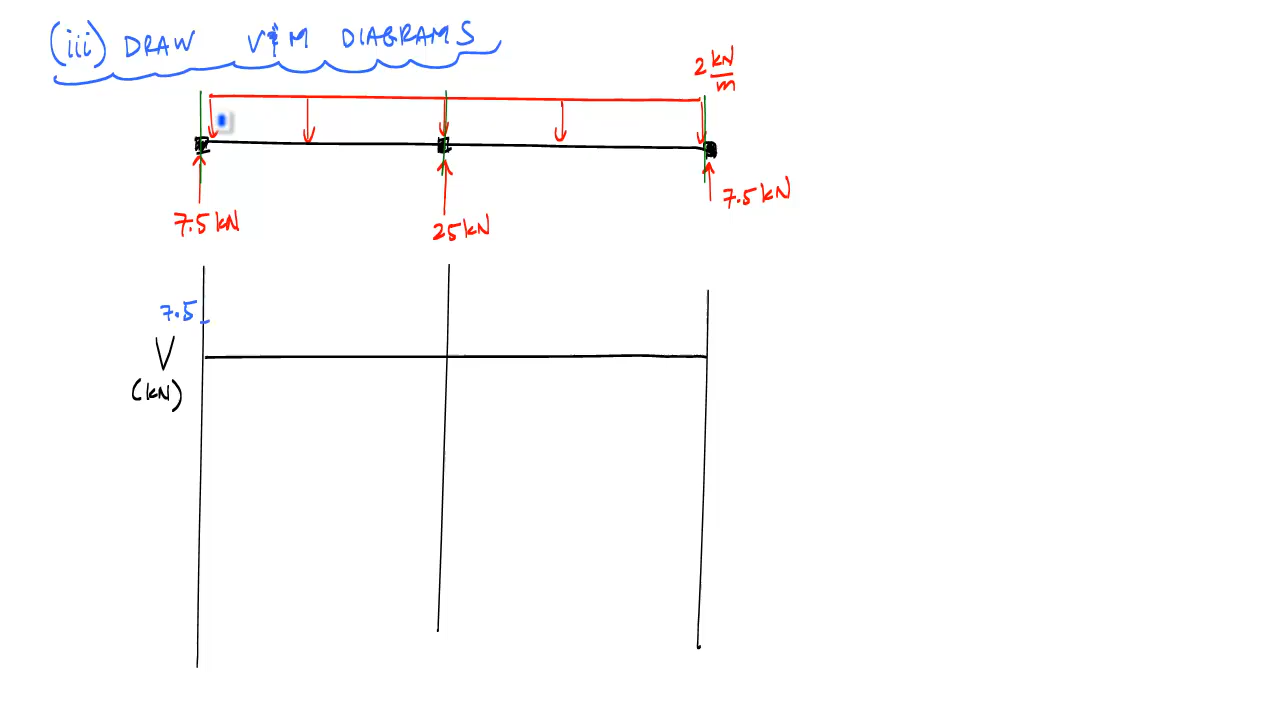 (iii) DRAW V & M DIAGRAMS
2 kN/m
7.5 kN
25 kN
7.5 kN
7.5
V
(kN)